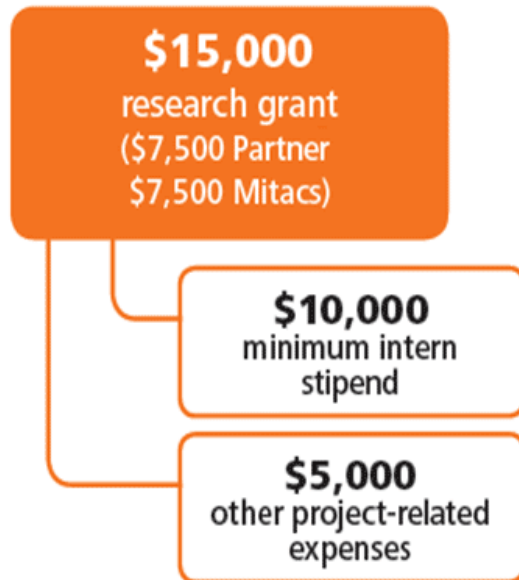 $15,000
research grant
($7,500 Partner
$7,500 Mitacs)
$10,000
minimum intern
stipend
$5,000
other project-related
expenses